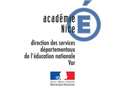 académie
Nice
direction des services
départementaux
de l'éducation nationale
Var